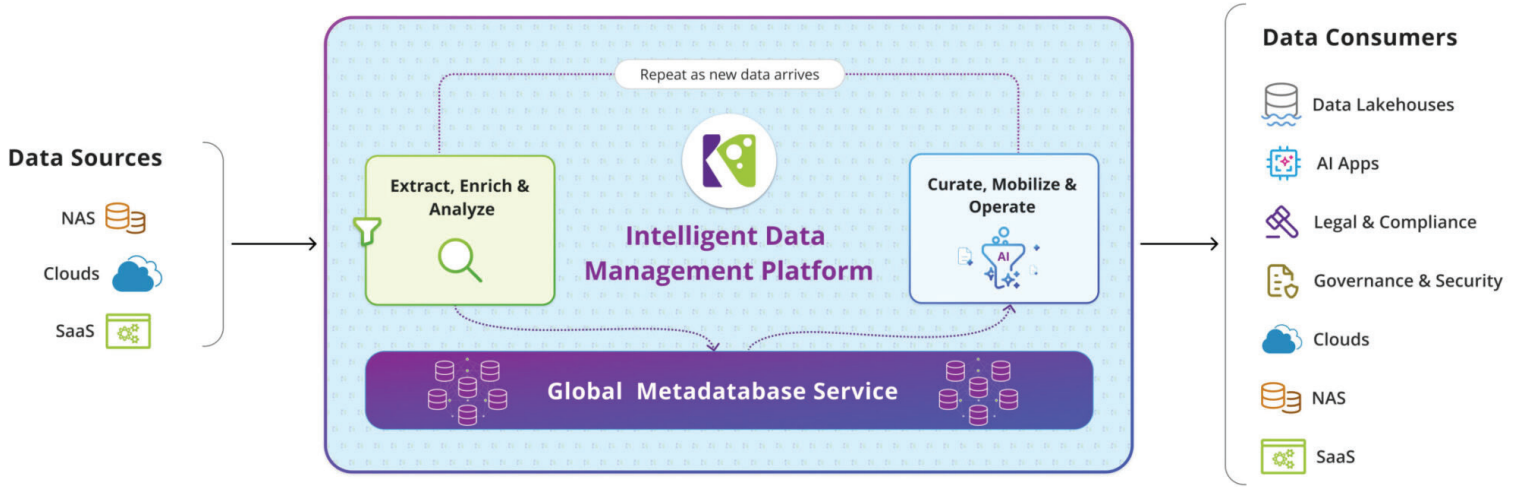 Data Sources
NAS
Clouds
SaaS
Repeat as new data arrives
Extract, Enrich &
Analyze
Intelligent Data
Management Platform
Curate, Mobilize &
Operate
AI
Global Metadatabase Service
Data Consumers
Data Lakehouses
AI Apps
Legal & Compliance
Governance & Security
Clouds
NAS
SaaS